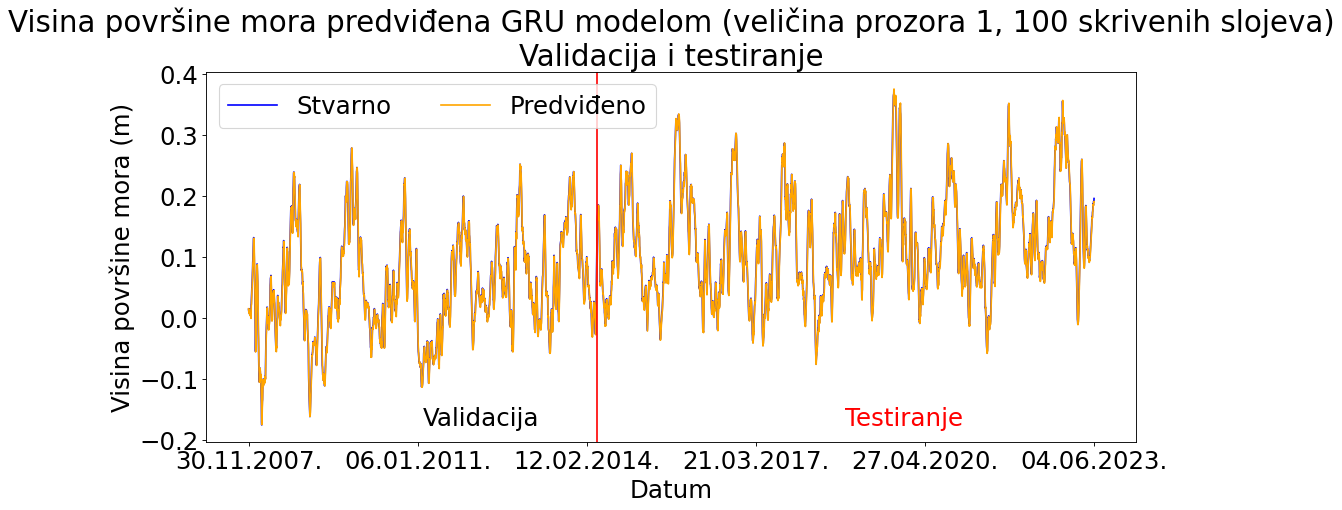 Visina površine mora predviđena GRU modelom (veličina prozora 1, 100 skrivenih slojeva)
Validacija i testiranje
Stvarno Predviđeno
Visina površine mora (m)
0.4
0.3
0.2
0.1
0.0
−0.1
−0.2
Validacija Testiranje
30.11.2007. 06.01.2011. 12.02.2014. 21.03.2017. 27.04.2020. 04.06.2023.
Datum